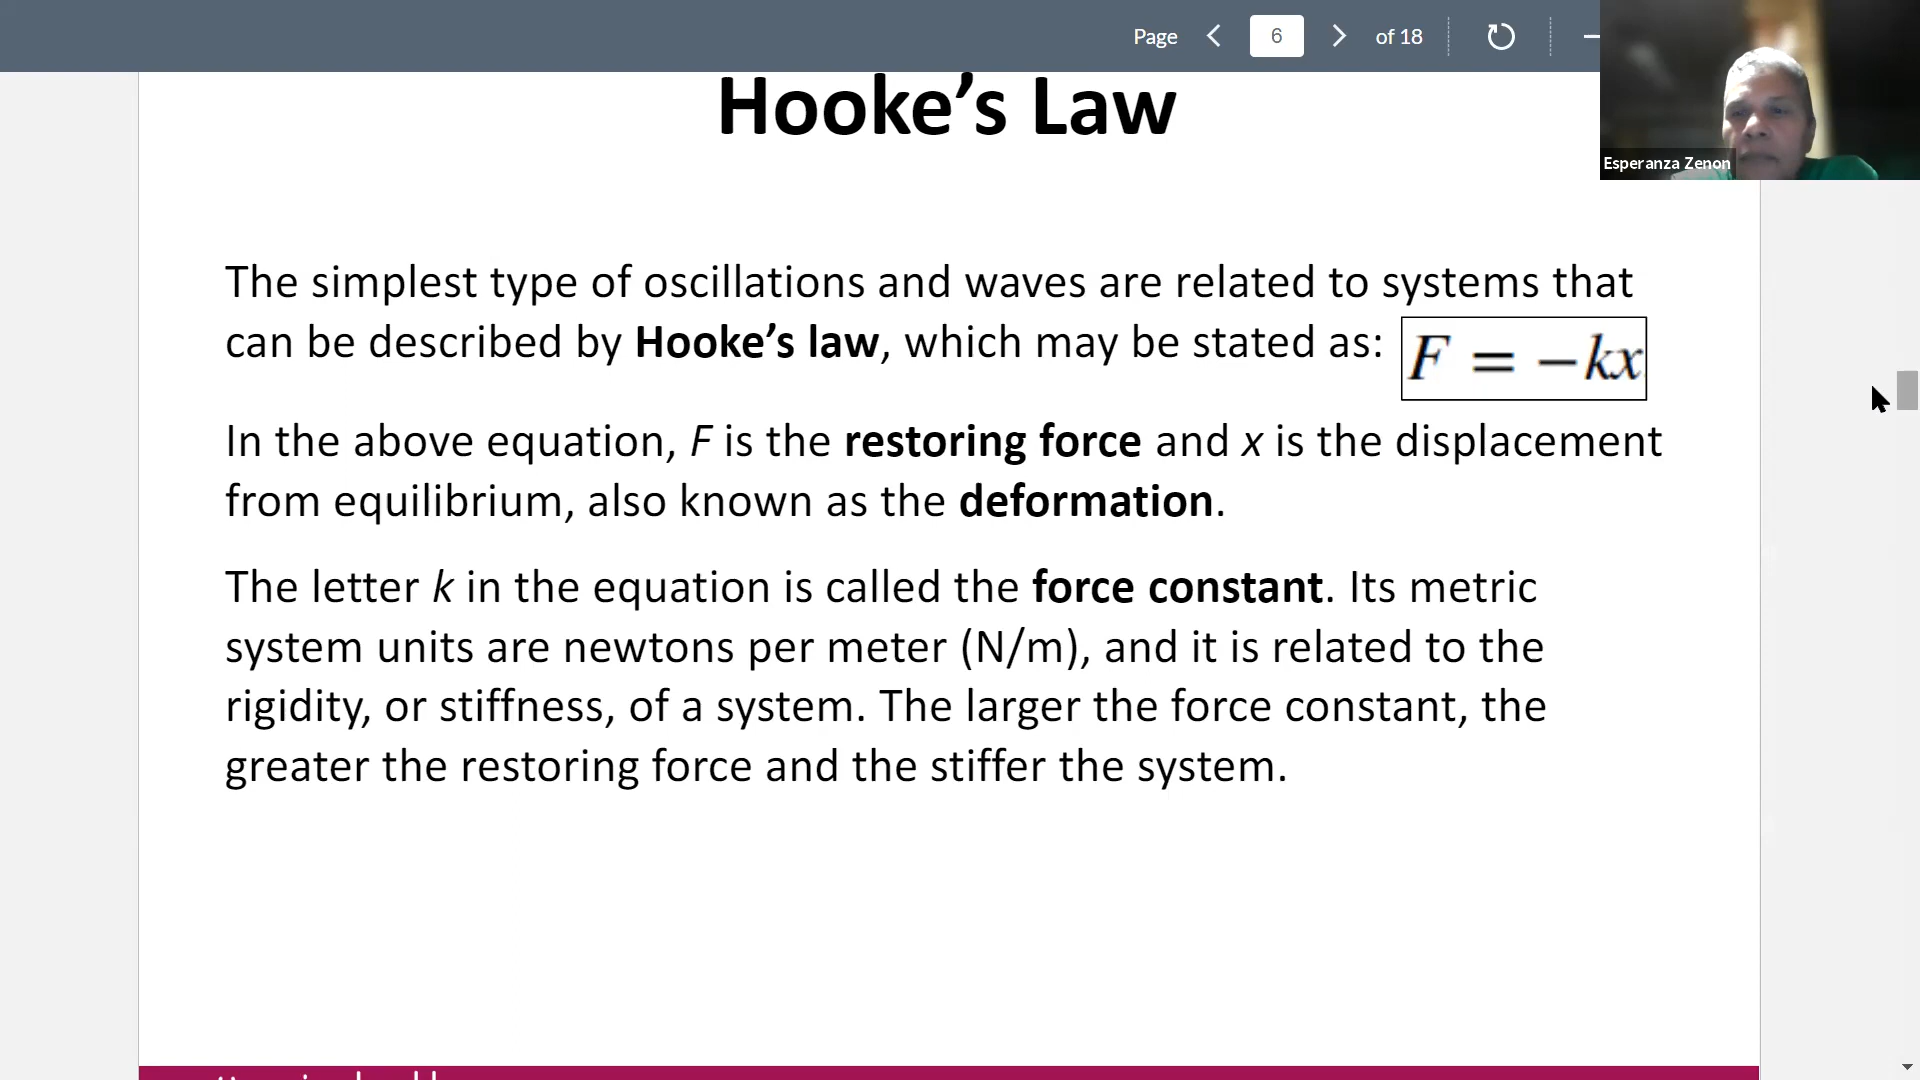 Page 6 of 18
Esperanza Zenon
Hooke’s Law
The simplest type of oscillations and waves are related to systems that
can be described by Hooke’s law, which may be stated as: F = −kx
In the above equation, F is the restoring force and x is the displacement
from equilibrium, also known as the deformation.
The letter k in the equation is called the force constant. Its metric
system units are newtons per meter (N/m), and it is related to the
rigidity, or stiffness, of a system. The larger the force constant, the
greater the restoring force and the stiffer the system.